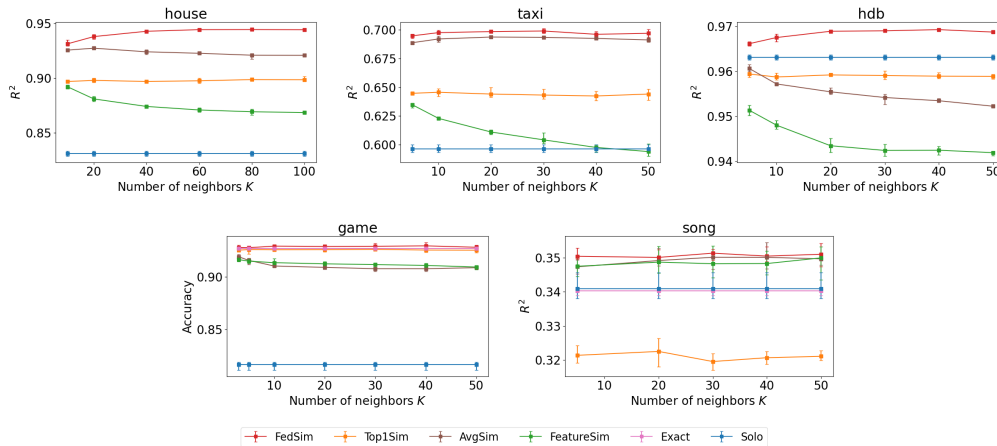 house
0.95
0.90
0.85
R²
20 40 60 80 100
Number of neighbors K
taxi
0.700
0.675
0.650
0.625
0.600
R²
10 20 30 40 50
Number of neighbors K
hdb
0.97
0.96
0.95
0.94
R²
10 20 30 40 50
Number of neighbors K
game
0.90
0.85
Accuracy
10 20 30 40 50
Number of neighbors K
song
0.35
0.34
0.33
0.32
R²
10 20 30 40 50
Number of neighbors K
FedSim Top1Sim AvgSim FeatureSim Exact Solo